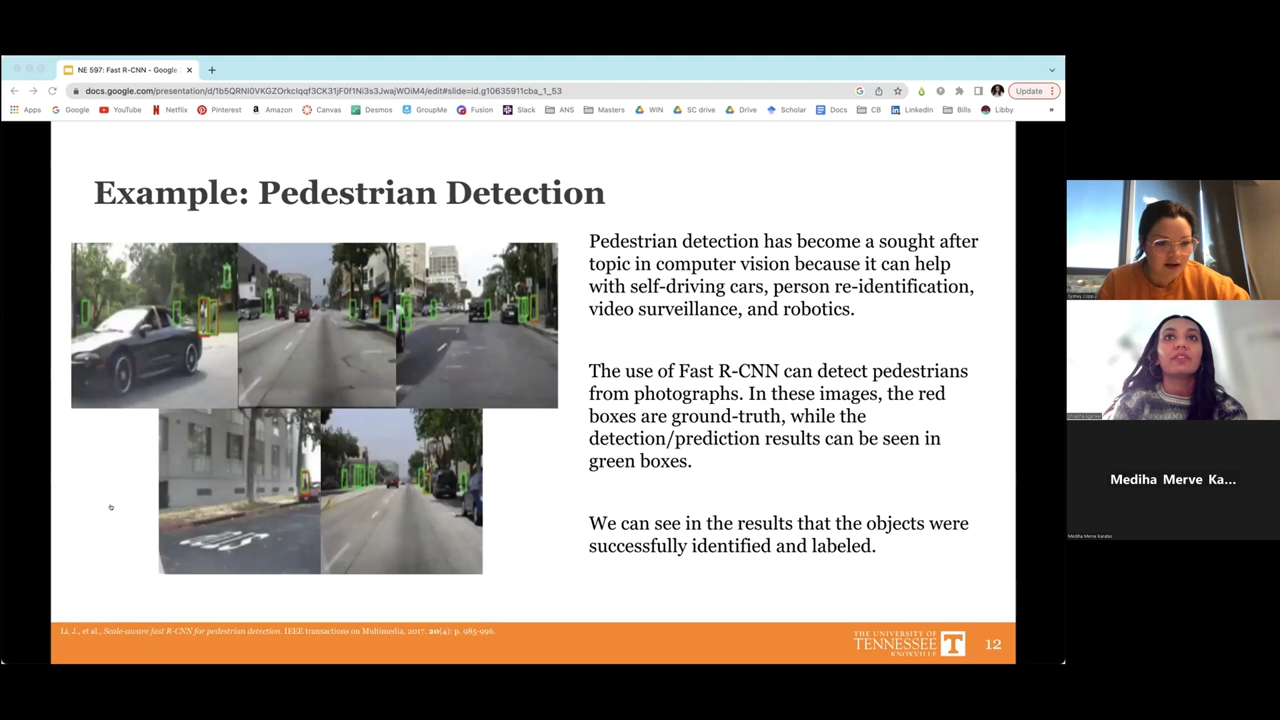 NE 597: Fast R-CNN - Google
docs.google.com/presentation/d/1b5QRNI0VKGZOrkclqqf3CK31jF0f1Ni3s3JwajWOiM4/edit#slide=id.g10635911cba_1_53
Update
Apps Google YouTube Netflix Pinterest Amazon Canvas Desmos GroupMe Fusion Slack ANS Masters WIN SC drive Drive Scholar Docs CB LinkedIn Bills Libby »
Example: Pedestrian Detection
Pedestrian detection has become a sought after
topic in computer vision because it can help
with self-driving cars, person re-identification,
video surveillance, and robotics.
The use of Fast R-CNN can detect pedestrians
from photographs. In these images, the red
boxes are ground-truth, while the
detection/prediction results can be seen in
green boxes.
We can see in the results that the objects were
successfully identified and labeled.
Li, J., et al., Scale-aware fast R-CNN for pedestrian detection. IEEE transactions on Multimedia, 2017. 20(4): p. 985-996.
THE UNIVERSITY OF
TENNESSEE
KNOXVILLE
T
12
Mediha Merve Ka...
Mediha Merve Karatas